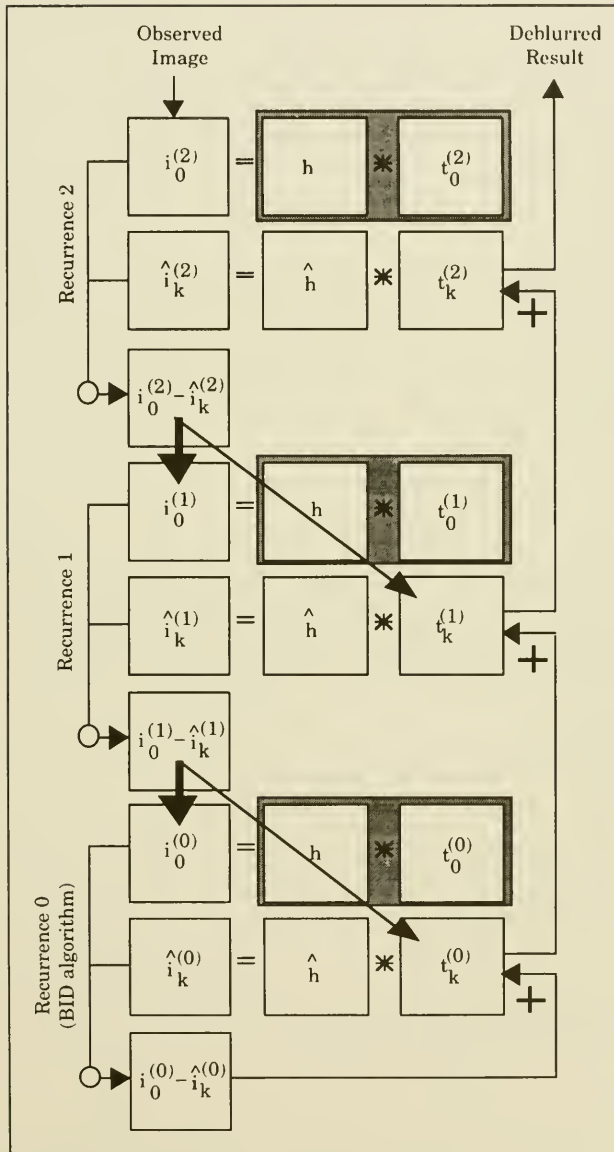 Observed Image
Deblurred Result
Recurrence 2
i_0^(2) = h * t_0^(2)
î_k^(2) = ĥ * t_k^(2)
+
i_0^(2) - î_k^(2)
Recurrence 1
i_0^(1) = h * t_0^(1)
î_k^(1) = ĥ * t_k^(1)
+
i_0^(1) - î_k^(1)
Recurrence 0
(BID algorithm)
i_0^(0) = h * t_0^(0)
î_k^(0) = ĥ * t_k^(0)
+
i_0^(0) - î_k^(0)